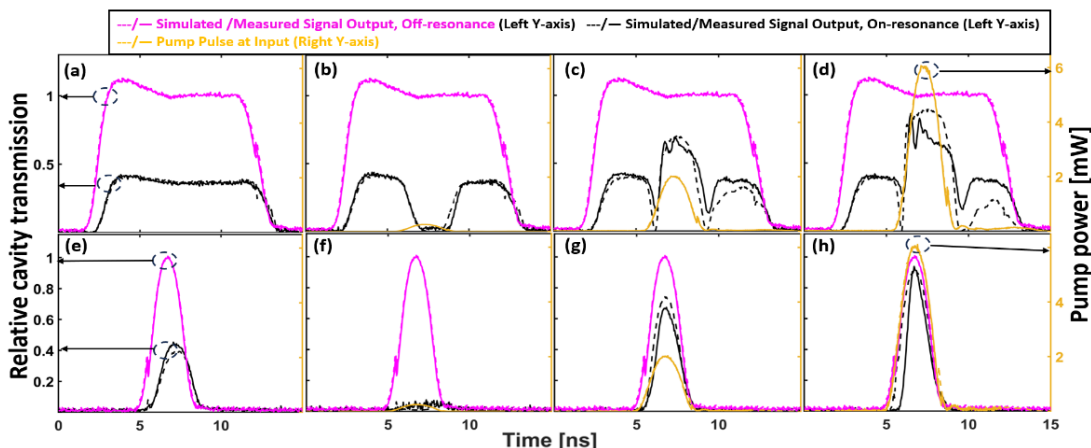 ---/— Simulated /Measured Signal Output, Off-resonance (Left Y-axis) ---/— Simulated/Measured Signal Output, On-resonance (Left Y-axis)
---/— Pump Pulse at Input (Right Y-axis)
(a) (b) (c) (d)
1
0.5
6
4
2
(e) (f) (g) (h)
1
0.8
0.6
0.4
0.2
4
2
0 5 10 5 10 5 10 5 10 15
Relative cavity transmission
Pump power [mW]
Time [ns]